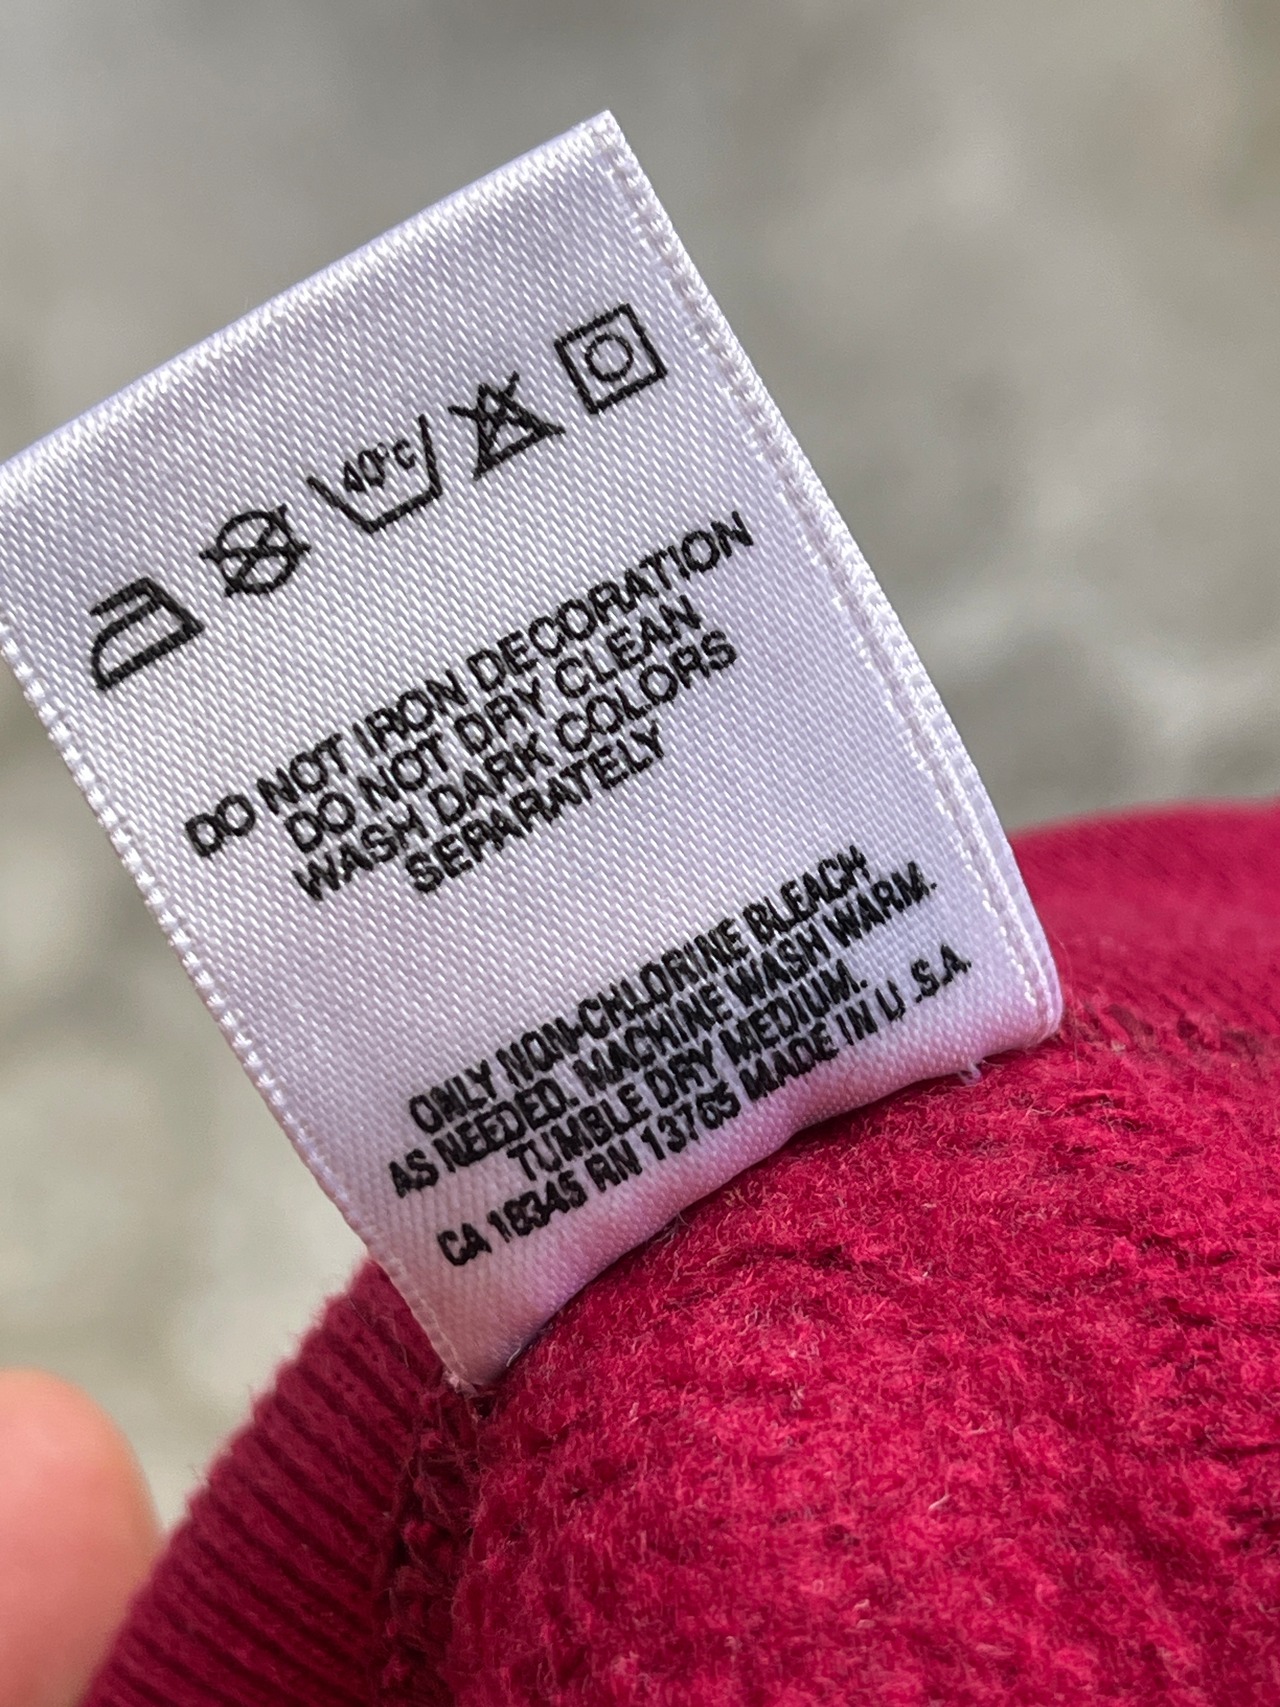 40°C
DO NOT IRON DECORATION
DO NOT DRY CLEAN
WASH DARK COLORS
SEPARATELY
ONLY NON-CHLORINE BLEACH
AS NEEDED. MACHINE WASH WARM.
TUMBLE DRY MEDIUM.
CA 18345 RN 13765 MADE IN U.S.A.